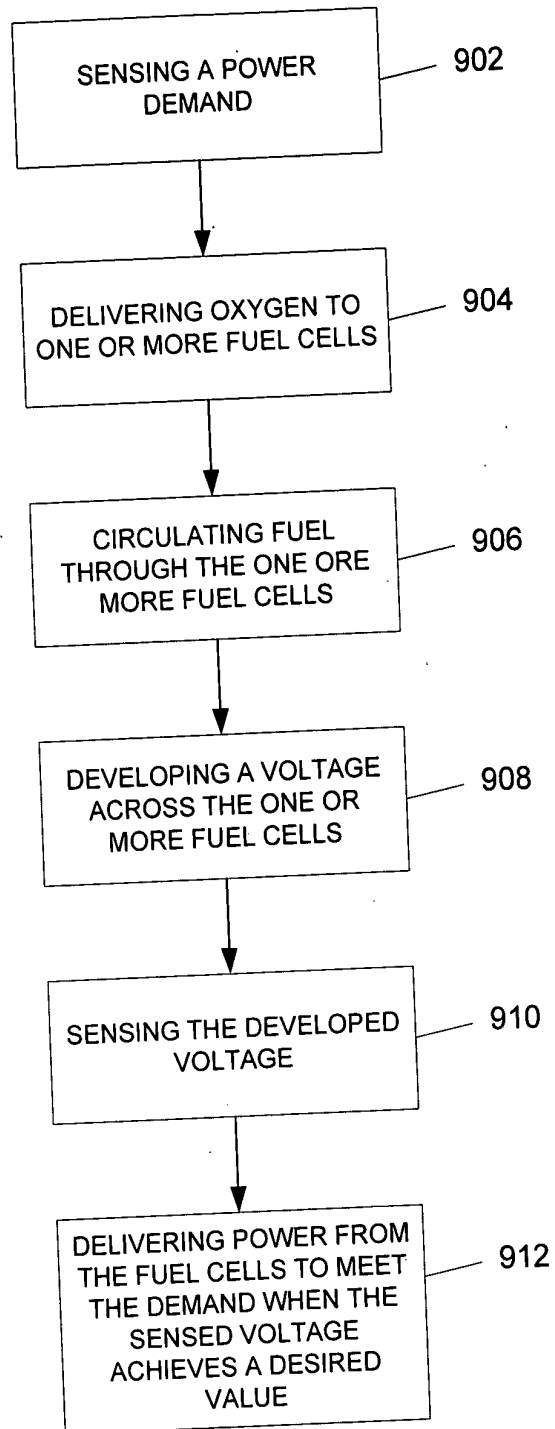 SENSING A POWER
DEMAND
902
DELIVERING OXYGEN TO
ONE OR MORE FUEL CELLS
904
CIRCULATING FUEL
THROUGH THE ONE ORE
MORE FUEL CELLS
906
DEVELOPING A VOLTAGE
ACROSS THE ONE OR
MORE FUEL CELLS
908
SENSING THE DEVELOPED
VOLTAGE
910
DELIVERING POWER FROM
THE FUEL CELLS TO MEET
THE DEMAND WHEN THE
SENSED VOLTAGE
ACHIEVES A DESIRED
VALUE
912